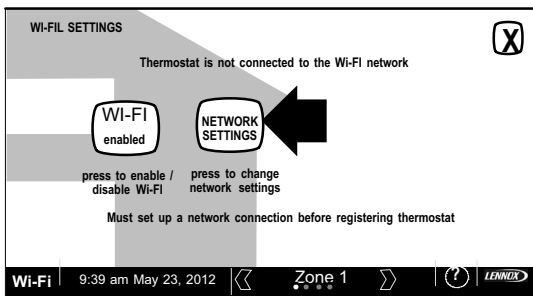 WI-FIL SETTINGS
X
Thermostat is not connected to the Wi-FI network
WI-FI
enabled
NETWORK
SETTINGS
press to enable /
disable Wi-FI
press to change
network settings
Must set up a network connection before registering thermostat
Wi-Fi
9:39 am May 23, 2012
Zone 1
?
LENNOX